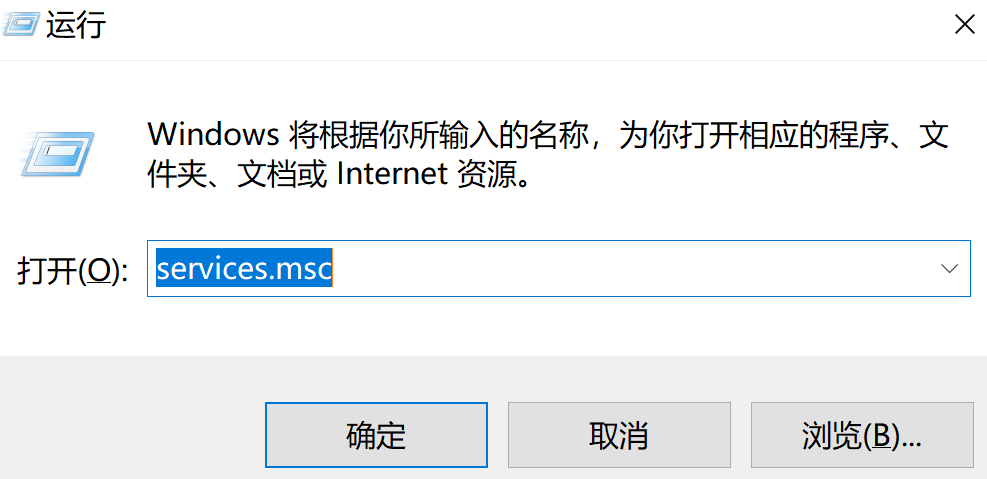 运行
Windows 将根据你所输入的名称，为你打开相应的程序、文
件夹、文档或 Internet 资源。
打开(O): services.msc
确定 取消 浏览(B)...